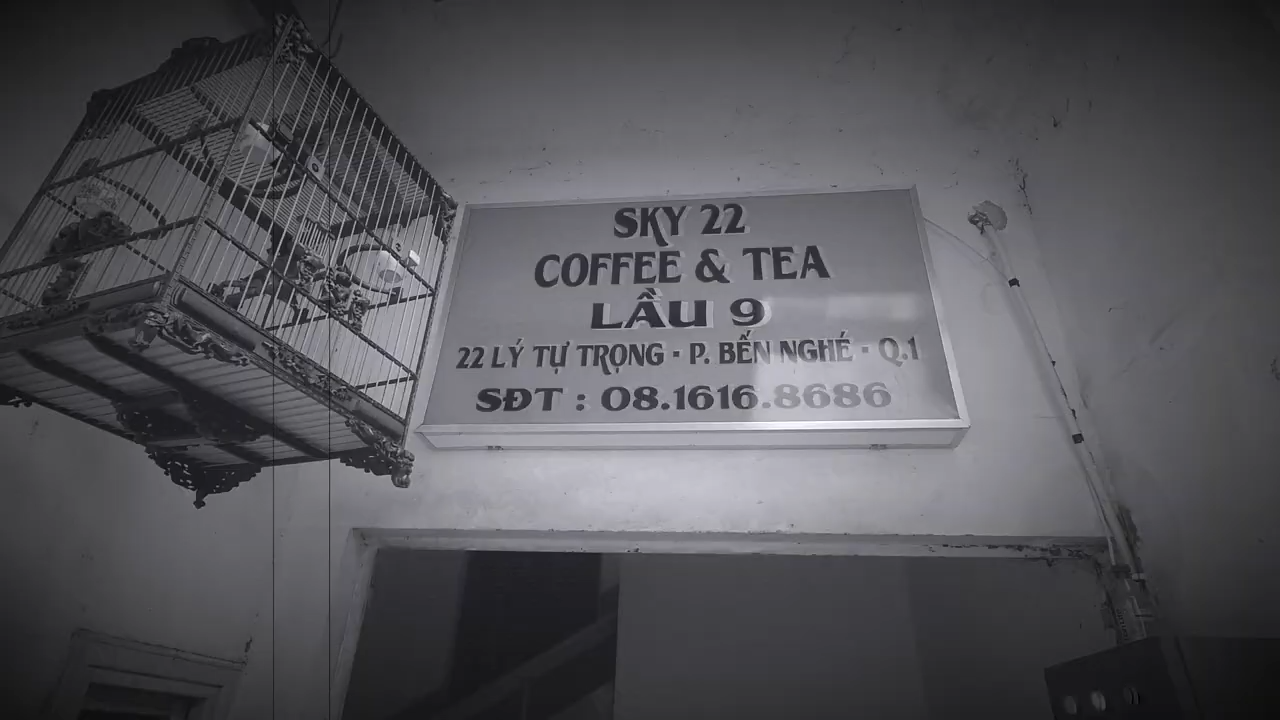 SKY 22
COFFEE & TEA
LẦU 9
22 LÝ TỰ TRỌNG - P. BẾN NGHÉ - Q.1
SĐT : 08.1616.8686